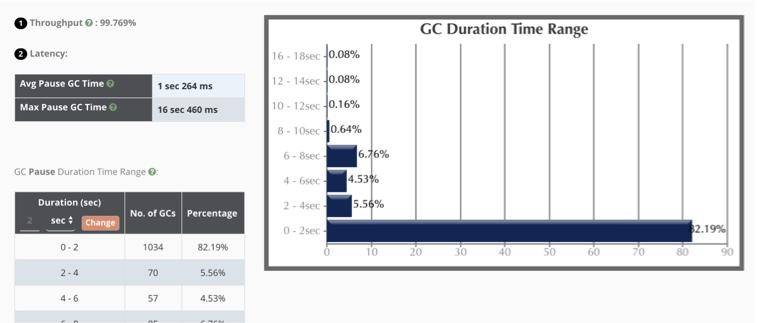 1 Throughput : 99.769%
2 Latency:
Avg Pause GC Time 1 sec 264 ms
Max Pause GC Time 16 sec 460 ms
GC Pause Duration Time Range :
Duration (sec) No. of GCs Percentage
2 sec Change
0 - 2 1034 82.19%
2 - 4 70 5.56%
4 - 6 57 4.53%
GC Duration Time Range
16 - 18sec 0.08%
12 - 14sec 0.08%
10 - 12sec 0.16%
8 - 10sec 0.64%
6 - 8sec 6.76%
4 - 6sec 4.53%
2 - 4sec 5.56%
0 - 2sec 82.19%
0 10 20 30 40 50 60 70 80 90